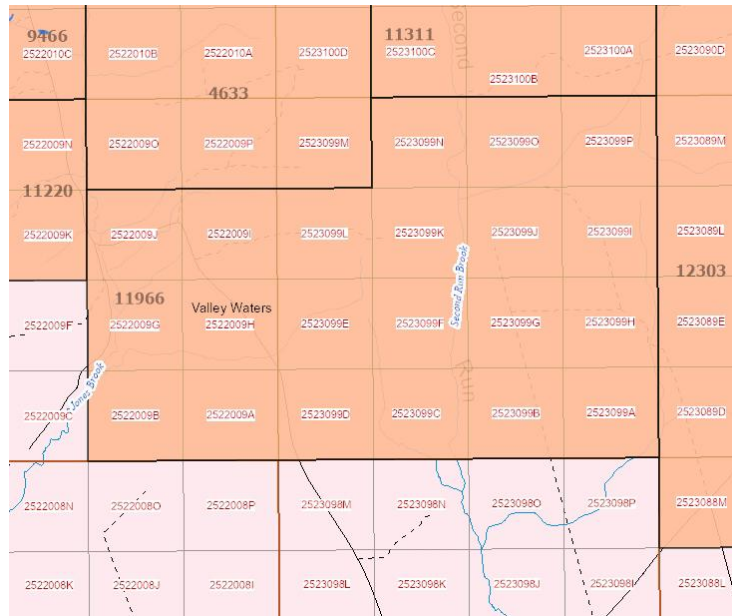 9466
11311
Second
2522010C 2522010B 2522010A 2523100D 2523100C 2523100B 2523100A 2523090D
4633
2522009N 2522009O 2522009P 2523099M 2523099N 2523099O 2523099P 2523089M
11220
2522009K 2522009J 2522009I 2523099L 2523099K 2523099J 2523099I 2523089L
Second Run Brook
12303
11966
Valley Waters
2522009F 2522009G 2522009H 2523099E 2523099F 2523099G 2523099H 2523089E
Jones Brook
Run
2522009C 2522009B 2522009A 2523099D 2523099C 2523099B 2523099A 2523089D
2522008N 2522008O 2522008P 2523098M 2523098N 2523098O 2523098P 2523088M
2522008K 2522008J 2522008I 2523098L 2523098K 2523098J 2523098I 2523088L